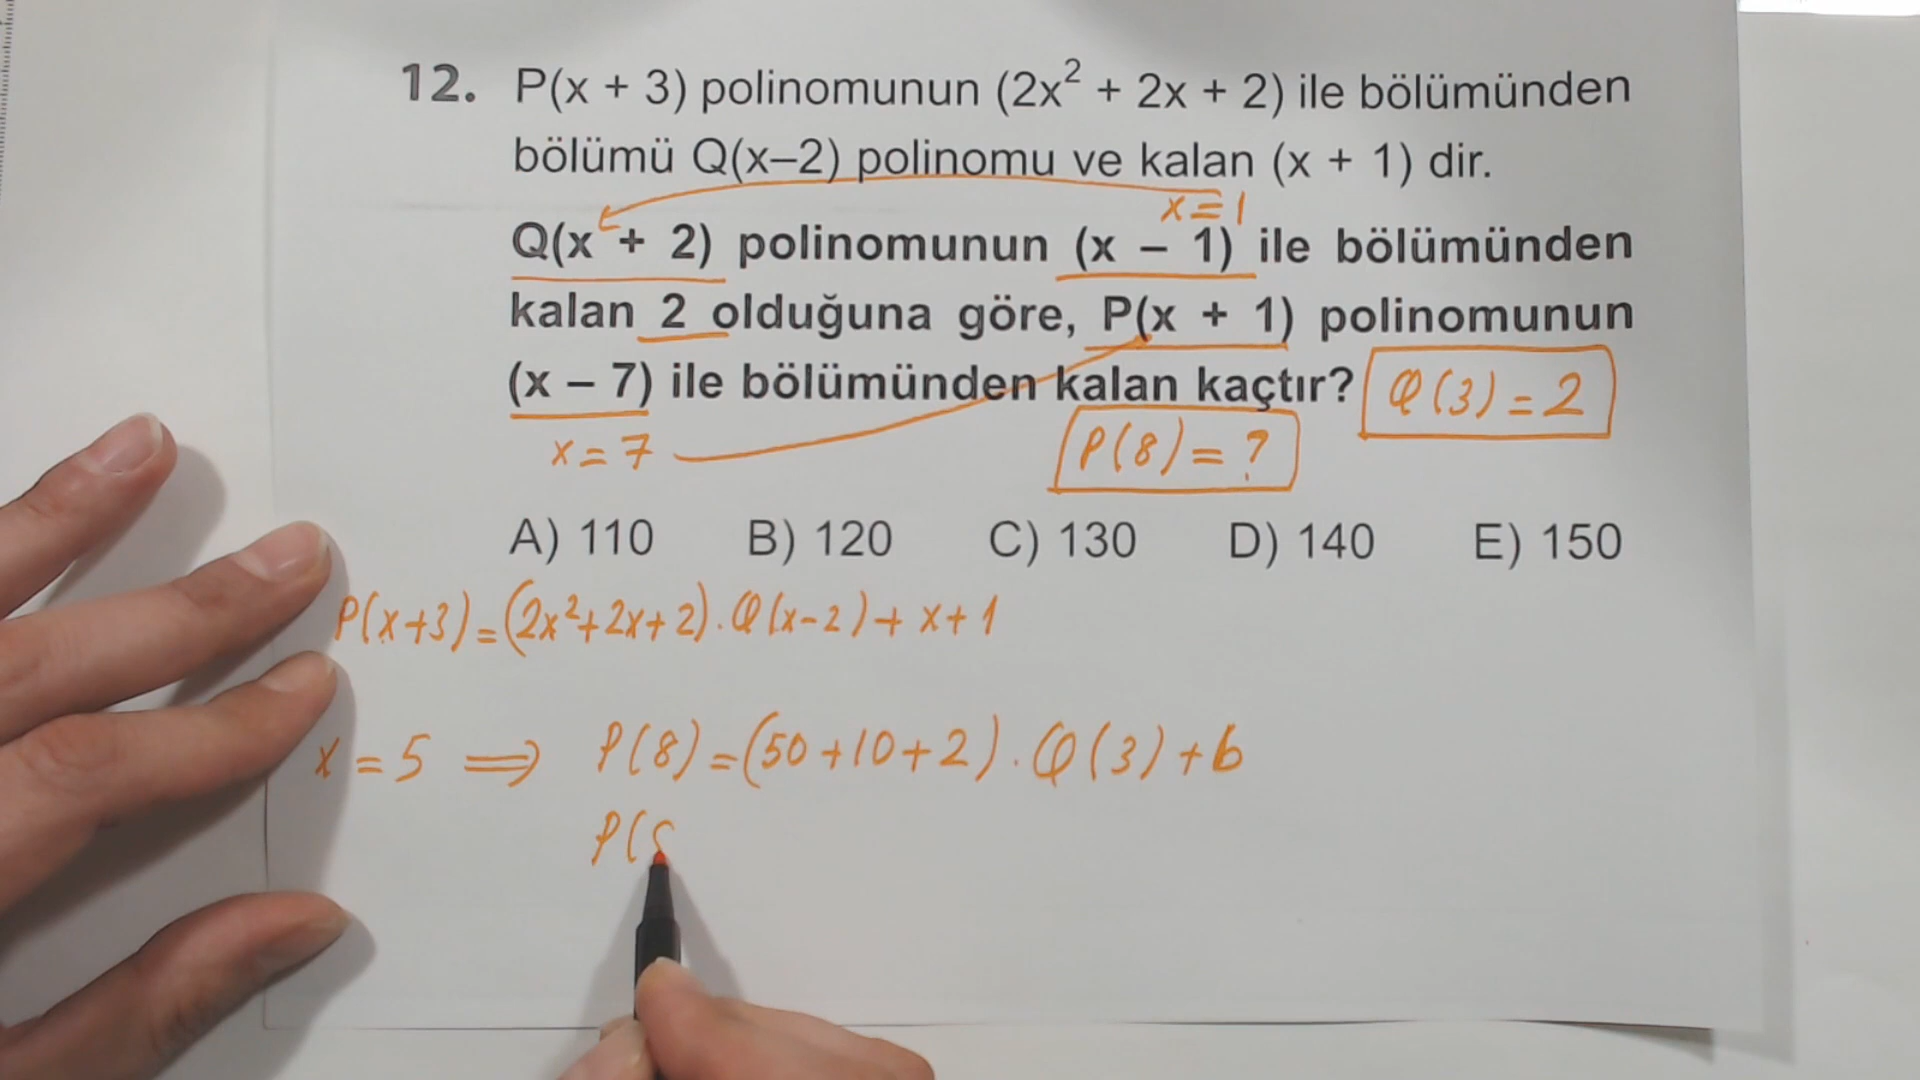 12. P(x + 3) polinomunun (2x² + 2x + 2) ile bölümünden
bölümü Q(x–2) polinomu ve kalan (x + 1) dir.
x=1
Q(x + 2) polinomunun (x – 1) ile bölümünden
kalan 2 olduğuna göre, P(x + 1) polinomunun
(x – 7) ile bölümünden kalan kaçtır? Q(3)=2
x=7 P(8)=?
A) 110 B) 120 C) 130 D) 140 E) 150
P(x+3)=(2x²+2x+2).Q(x-2)+x+1
x=5 ⟹ P(8)=(50+10+2).Q(3)+6
P(